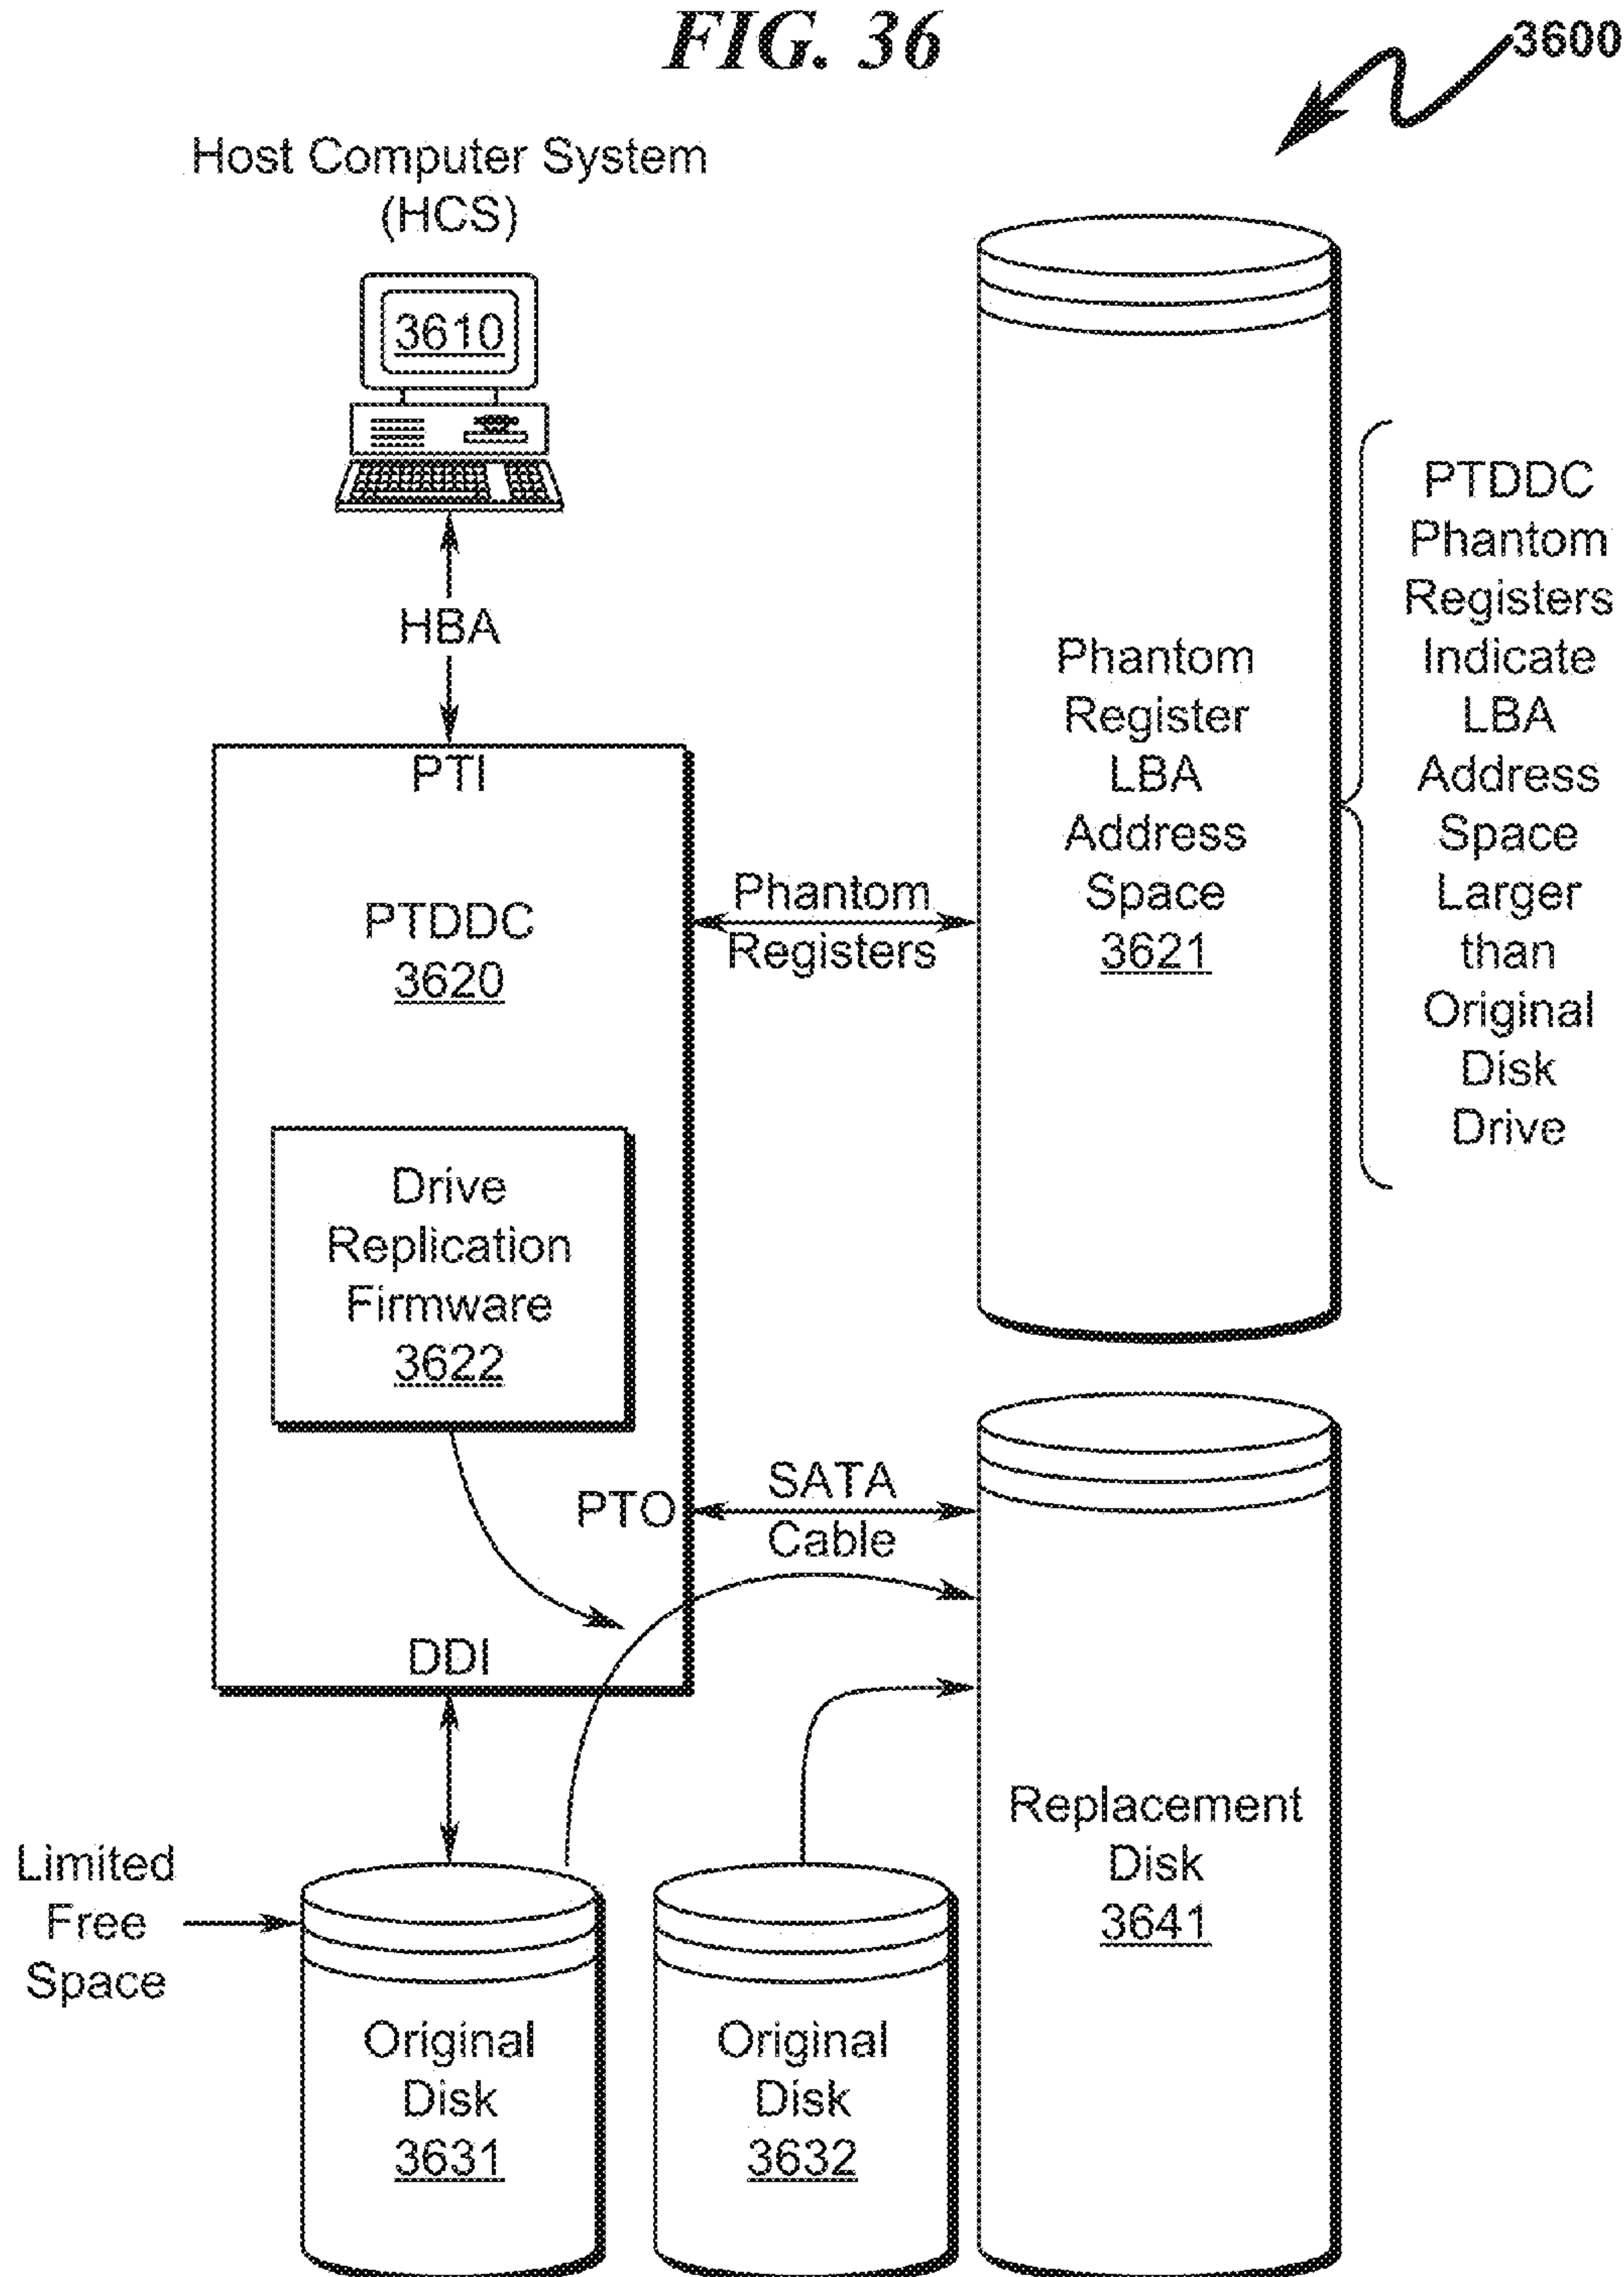 FIG. 36
3600
Host Computer System
(HCS)
3610
HBA
PTI
PTDDC
3620
Phantom
Registers
Phantom
Register
LBA
Address
Space
3621
PTDDC
Phantom
Registers
Indicate
LBA
Address
Space
Larger
than
Original
Disk
Drive
Drive
Replication
Firmware
3622
PTO
SATA
Cable
DDI
Limited
Free
Space
Original
Disk
3631
Original
Disk
3632
Replacement
Disk
3641